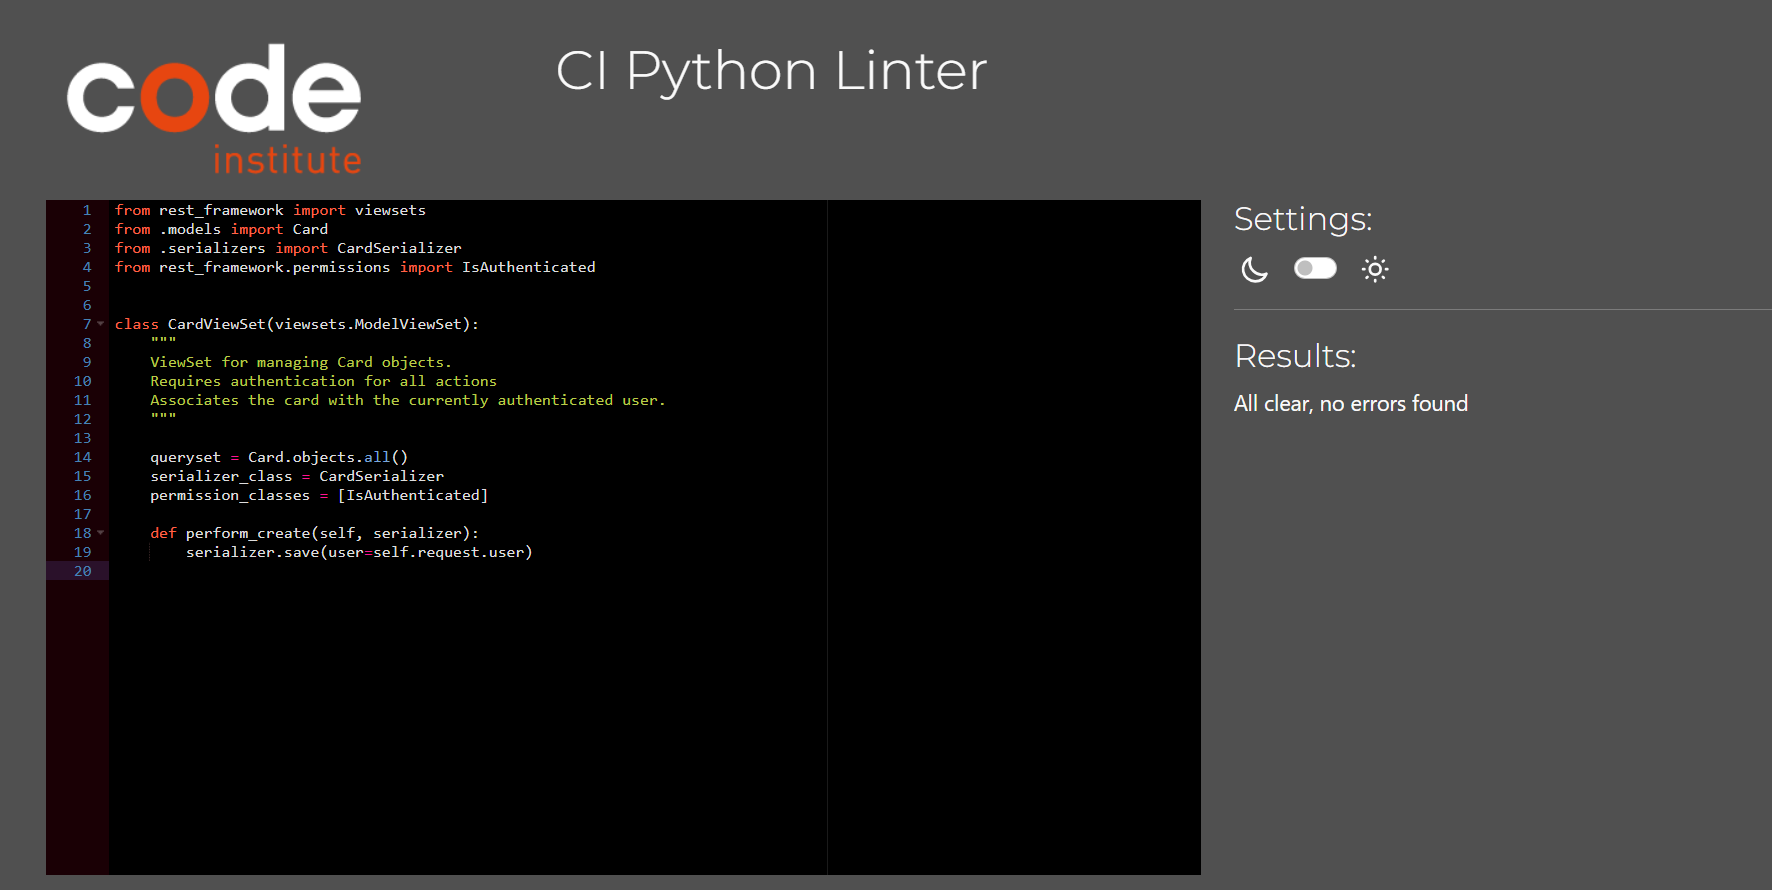 code
institute
CI Python Linter
1 from rest_framework import viewsets
2 from .models import Card
3 from .serializers import CardSerializer
4 from rest_framework.permissions import IsAuthenticated
5
6
7 class CardViewSet(viewsets.ModelViewSet):
8     """
9     ViewSet for managing Card objects.
10     Requires authentication for all actions
11     Associates the card with the currently authenticated user.
12     """
13
14     queryset = Card.objects.all()
15     serializer_class = CardSerializer
16     permission_classes = [IsAuthenticated]
17
18     def perform_create(self, serializer):
19         serializer.save(user=self.request.user)
20
Settings:
Results:
All clear, no errors found